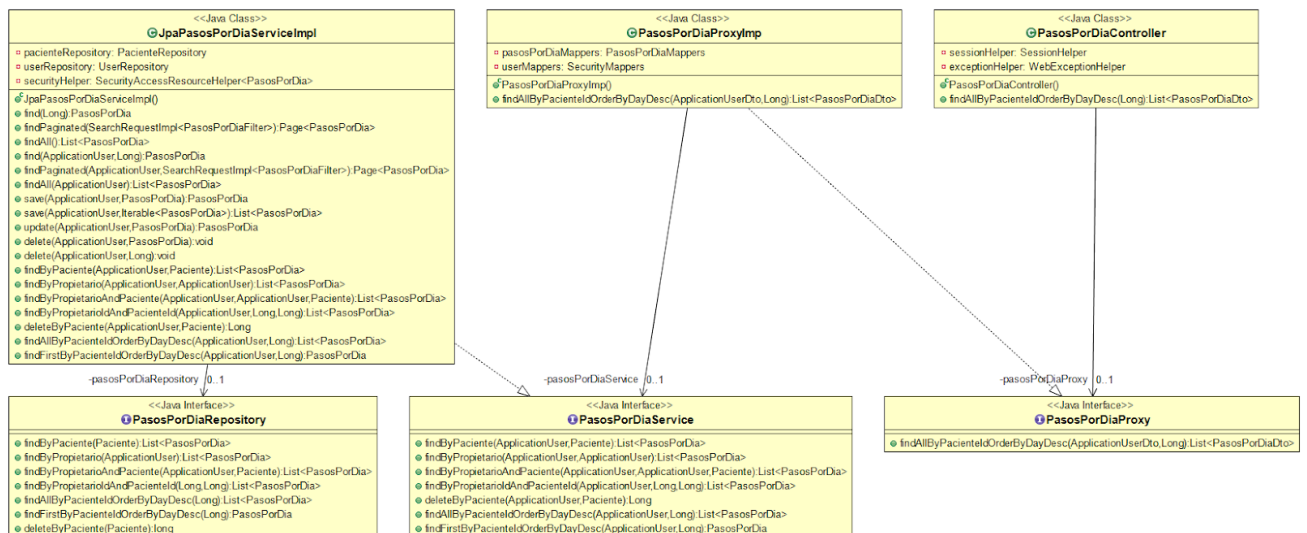 <<Java Class>>
JpaPasosPorDiaServiceImpl
pacienteRepository: PacienteRepository
userRepository: UserRepository
securityHelper: SecurityAccessResourceHelper<PasosPorDia>
JpaPasosPorDiaServiceImpl()
find(Long):PasosPorDia
findPaginated(SearchRequestImpl<PasosPorDiaFilter>):Page<PasosPorDia>
findAll():List<PasosPorDia>
find(ApplicationUser,Long):PasosPorDia
findPaginated(ApplicationUser,SearchRequestImpl<PasosPorDiaFilter>):Page<PasosPorDia>
findAll(ApplicationUser):List<PasosPorDia>
save(ApplicationUser,PasosPorDia):PasosPorDia
save(ApplicationUser,Iterable<PasosPorDia>):List<PasosPorDia>
update(ApplicationUser,PasosPorDia):PasosPorDia
delete(ApplicationUser,PasosPorDia):void
delete(ApplicationUser,Long):void
findByPaciente(ApplicationUser,Paciente):List<PasosPorDia>
findByPropietario(ApplicationUser,ApplicationUser):List<PasosPorDia>
findByPropietarioAndPaciente(ApplicationUser,ApplicationUser,Paciente):List<PasosPorDia>
findByPropietarioIdAndPacienteId(ApplicationUser,Long,Long):List<PasosPorDia>
deleteByPaciente(ApplicationUser,Paciente):Long
findAllByPacienteIdOrderByDayDesc(ApplicationUser,Long):List<PasosPorDia>
findFirstByPacienteIdOrderByDayDesc(ApplicationUser,Long):PasosPorDia
<<Java Class>>
PasosPorDiaProxyImp
pasosPorDiaMappers: PasosPorDiaMappers
userMappers: SecurityMappers
PasosPorDiaProxyImp()
findAllByPacienteIdOrderByDayDesc(ApplicationUserDto,Long):List<PasosPorDiaDto>
<<Java Class>>
PasosPorDiaController
sessionHelper: SessionHelper
exceptionHelper: WebExceptionHelper
PasosPorDiaController()
findAllByPacienteIdOrderByDayDesc(Long):List<PasosPorDiaDto>
-pasosPorDiaRepository 0..1
-pasosPorDiaService 0..1
-pasosPorDiaProxy 0..1
<<Java Interface>>
PasosPorDiaRepository
findByPaciente(Paciente):List<PasosPorDia>
findByPropietario(ApplicationUser):List<PasosPorDia>
findByPropietarioAndPaciente(ApplicationUser,Paciente):List<PasosPorDia>
findByPropietarioIdAndPacienteId(Long,Long):List<PasosPorDia>
findAllByPacienteIdOrderByDayDesc(Long):List<PasosPorDia>
findFirstByPacienteIdOrderByDayDesc(Long):PasosPorDia
deleteByPaciente(Paciente):long
<<Java Interface>>
PasosPorDiaService
findByPaciente(ApplicationUser,Paciente):List<PasosPorDia>
findByPropietario(ApplicationUser,ApplicationUser):List<PasosPorDia>
findByPropietarioAndPaciente(ApplicationUser,ApplicationUser,Paciente):List<PasosPorDia>
findByPropietarioIdAndPacienteId(ApplicationUser,Long,Long):List<PasosPorDia>
deleteByPaciente(ApplicationUser,Paciente):Long
findAllByPacienteIdOrderByDayDesc(ApplicationUser,Long):List<PasosPorDia>
findFirstByPacienteIdOrderByDayDesc(ApplicationUser,Long):PasosPorDia
<<Java Interface>>
PasosPorDiaProxy
findAllByPacienteIdOrderByDayDesc(ApplicationUserDto,Long):List<PasosPorDiaDto>